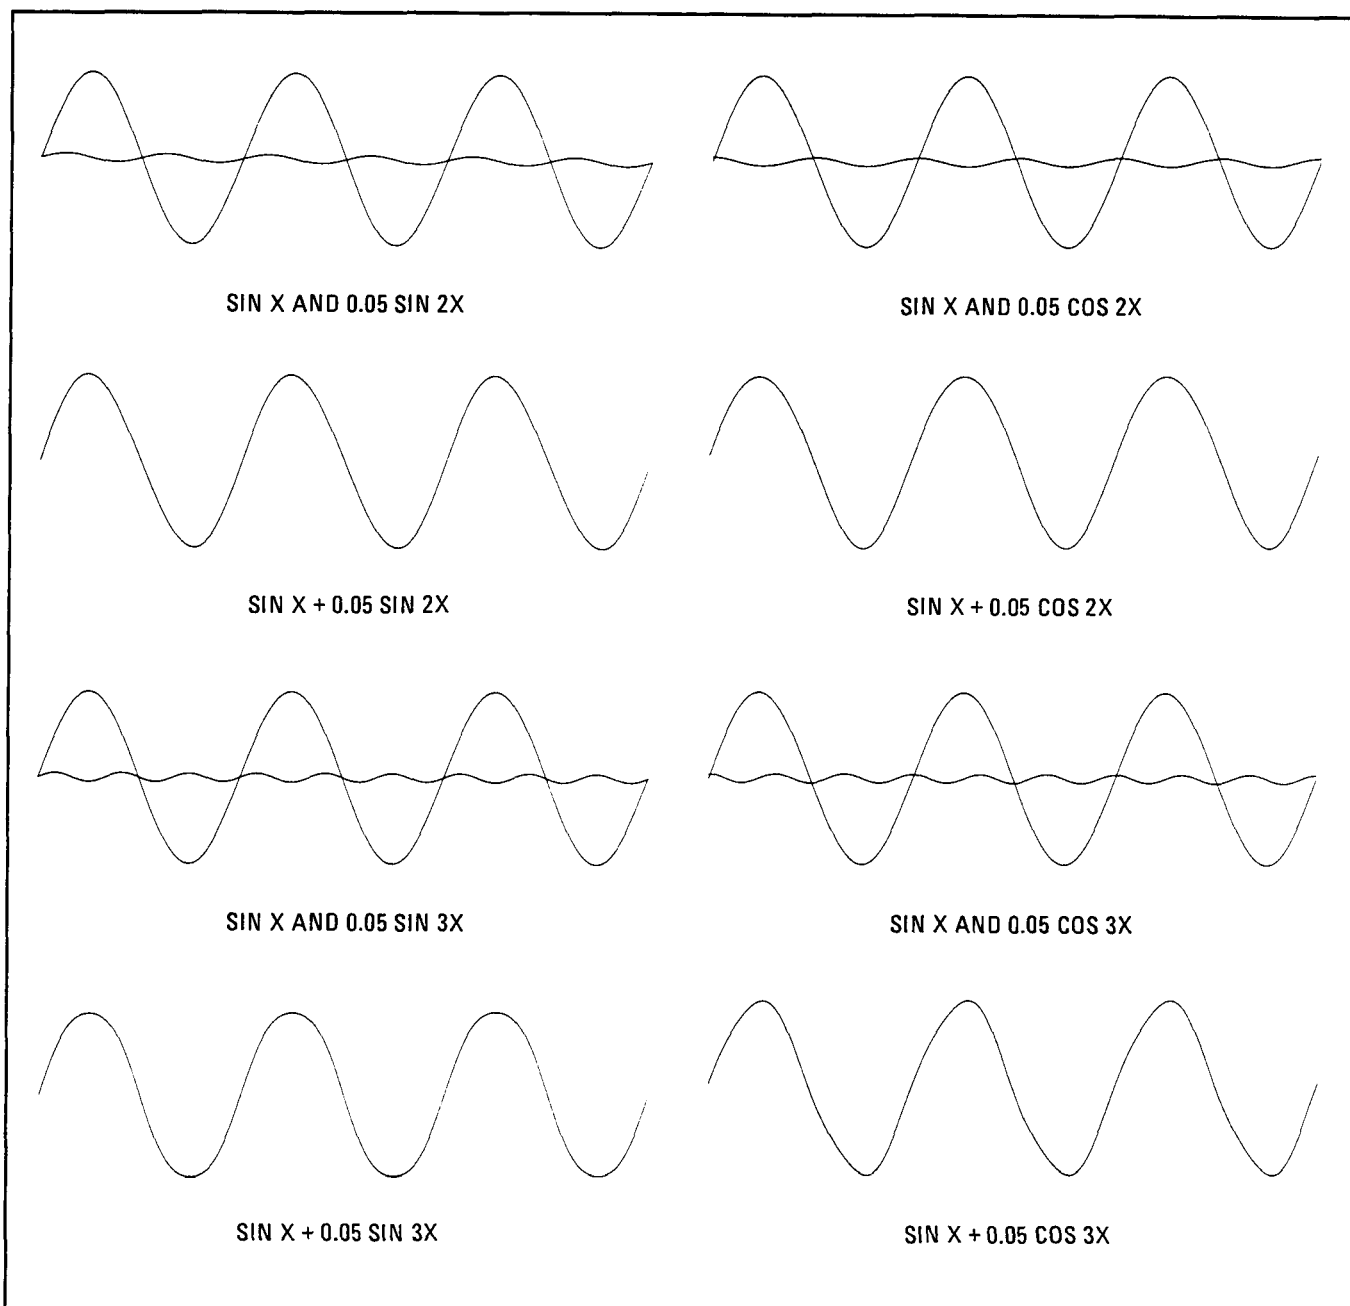 SIN X AND 0.05 SIN 2X
SIN X AND 0.05 COS 2X
SIN X + 0.05 SIN 2X
SIN X + 0.05 COS 2X
SIN X AND 0.05 SIN 3X
SIN X AND 0.05 COS 3X
SIN X + 0.05 SIN 3X
SIN X + 0.05 COS 3X